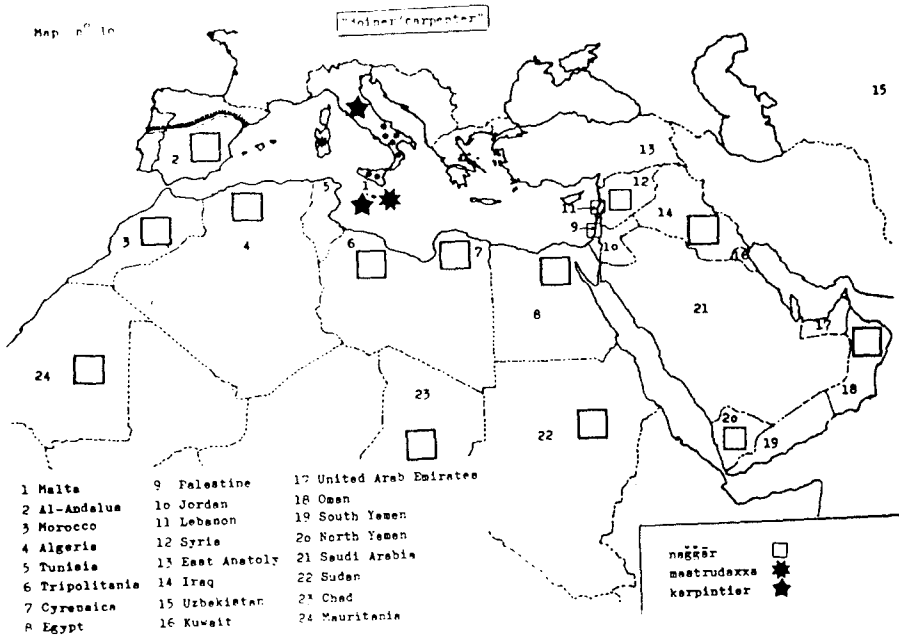 Map nº 1o
"Joiner/carpenter"
15
2
13
12
1
5
11
14
3
4
6
7
9
1o
16
8
21
17
24
23
18
22
2o
19
1 Malta
2 Al-Andalus
3 Morocco
4 Algeria
5 Tunisia
6 Tripolitania
7 Cyrenaica
8 Egypt
9 Palestine
1o Jordan
11 Lebanon
12 Syria
13 East Anatoly
14 Iraq
15 Uzbekistan
16 Kuwait
17 United Arab Emirates
18 Oman
19 South Yemen
2o North Yemen
21 Saudi Arabia
22 Sudan
23 Chad
24 Mauritania
naǧǧār
mastrudaxxa
karpintier